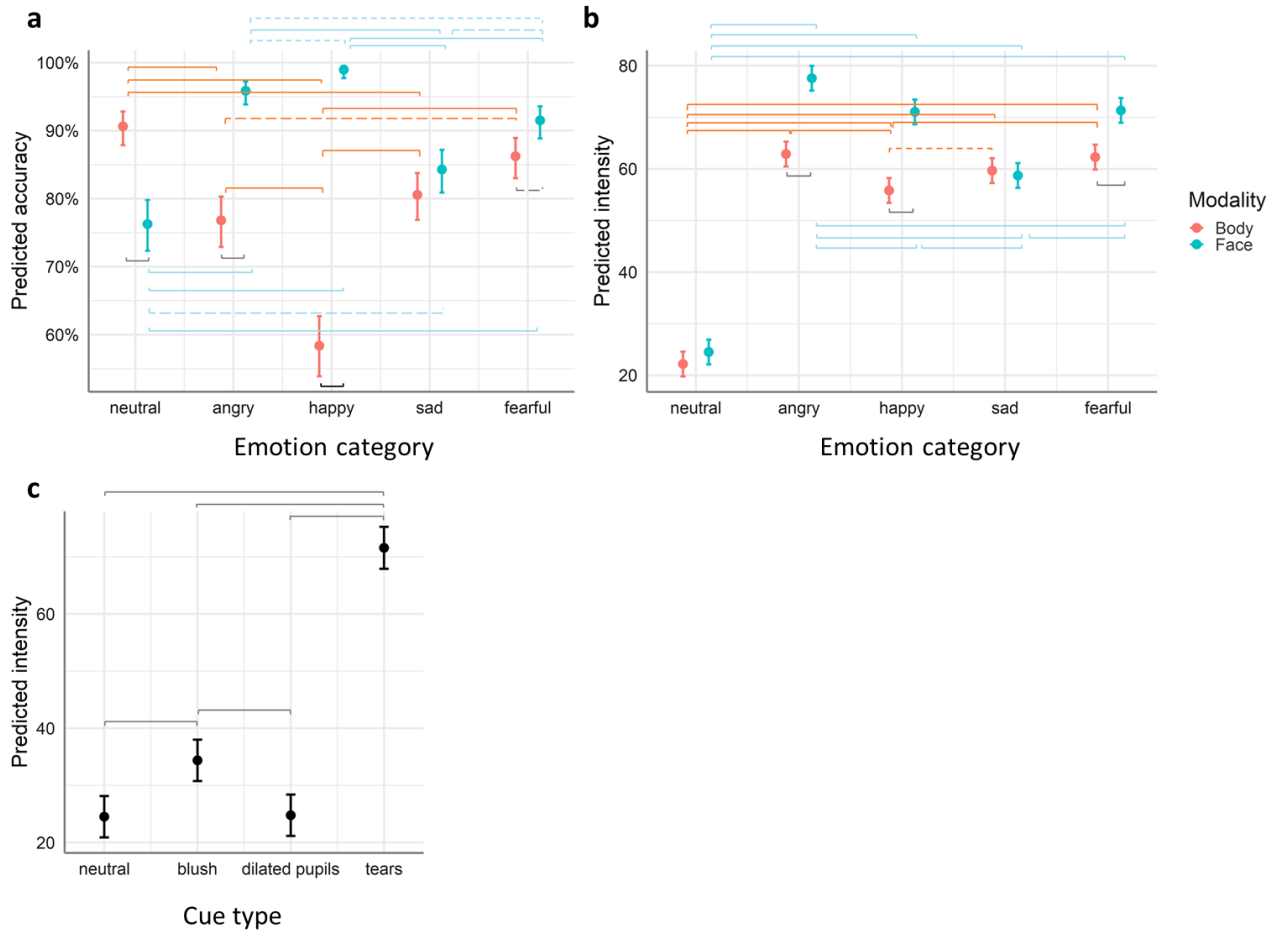 a
100%
90%
80%
70%
60%
Predicted accuracy
neutral angry happy sad fearful
Emotion category
b
80
60
40
20
Predicted intensity
neutral angry happy sad fearful
Emotion category
Modality
Body
Face
c
60
40
20
Predicted intensity
neutral blush dilated pupils tears
Cue type